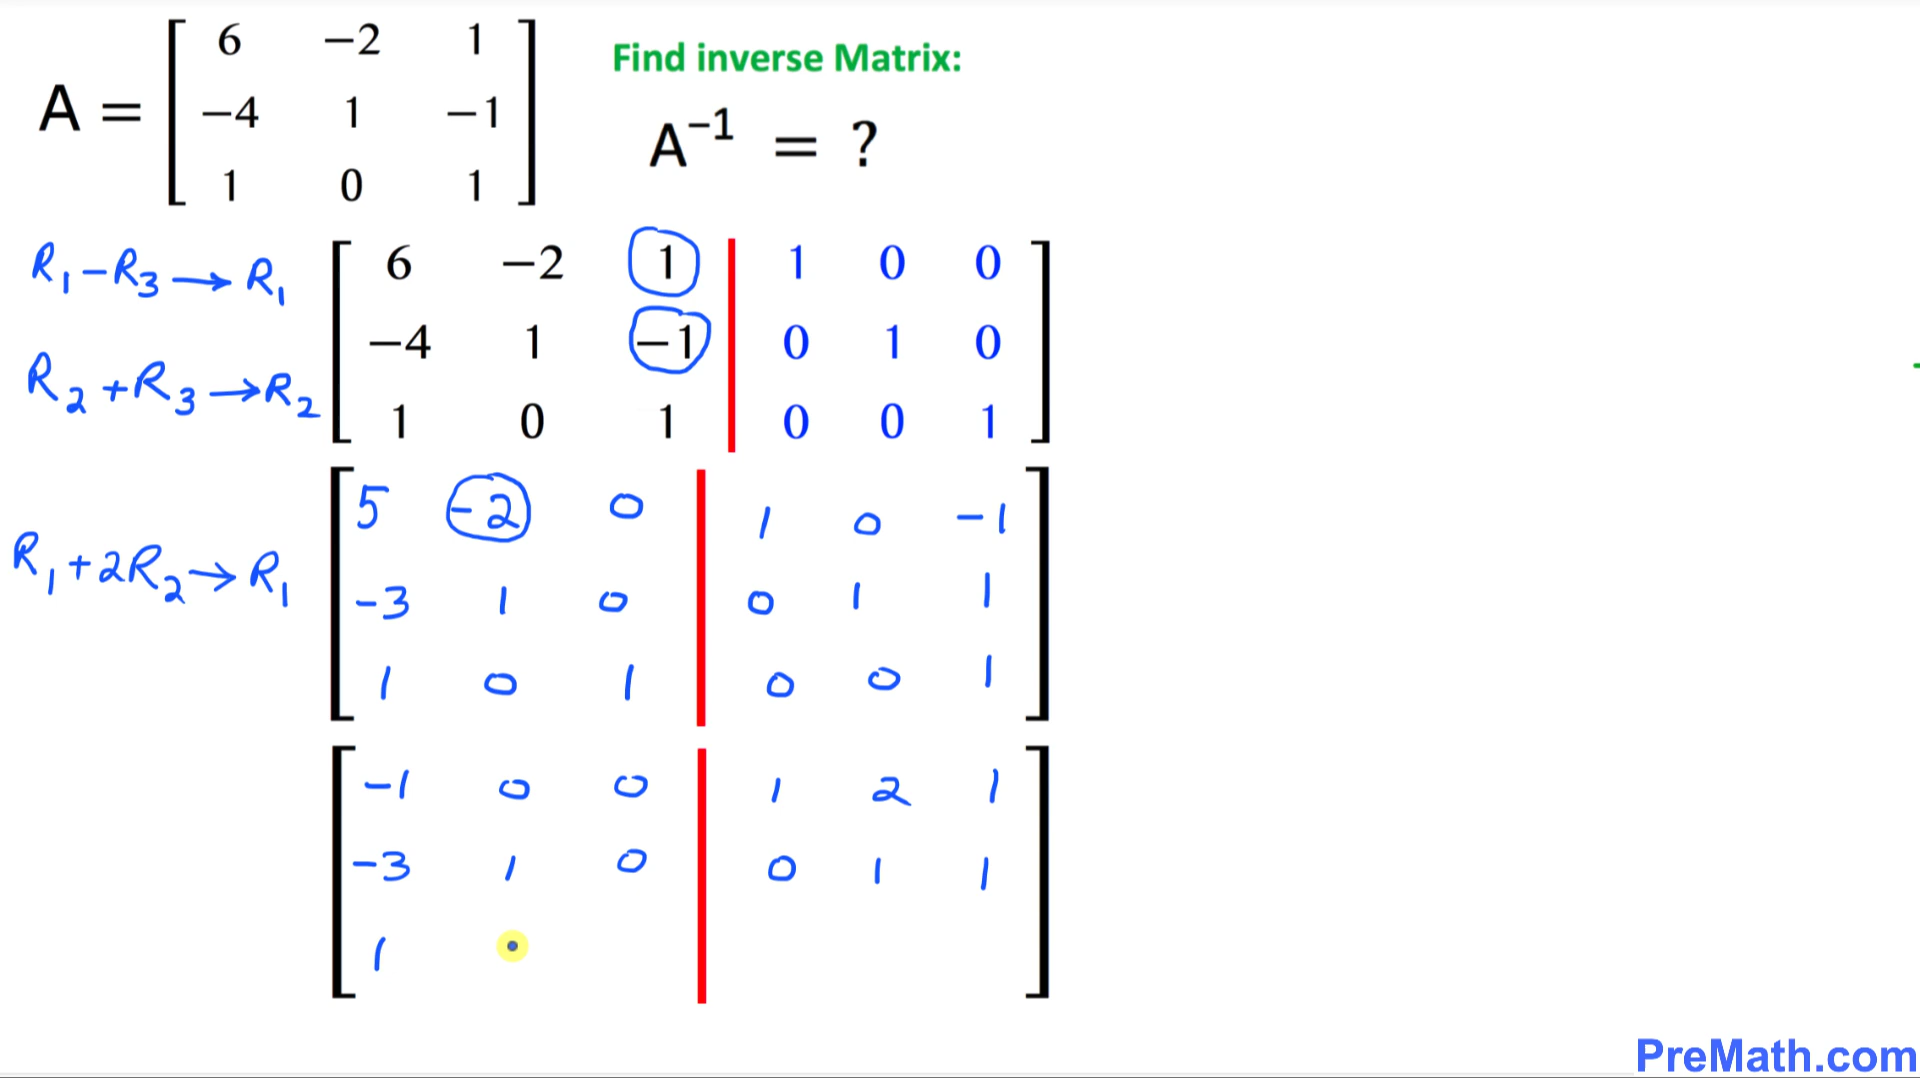 6 −2 1
A = −4 1 −1
1 0 1
Find inverse Matrix:
A⁻¹ = ?
R₁−R₃→R₁
R₂+R₃→R₂
6 −2 1 1 0 0
−4 1 −1 0 1 0
1 0 1 0 0 1
R₁+2R₂→R₁
5 −2 0 1 0 −1
−3 1 0 0 1 1
1 0 1 0 0 1
−1 0 0 1 2 1
−3 1 0 0 1 1
1
PreMath.com